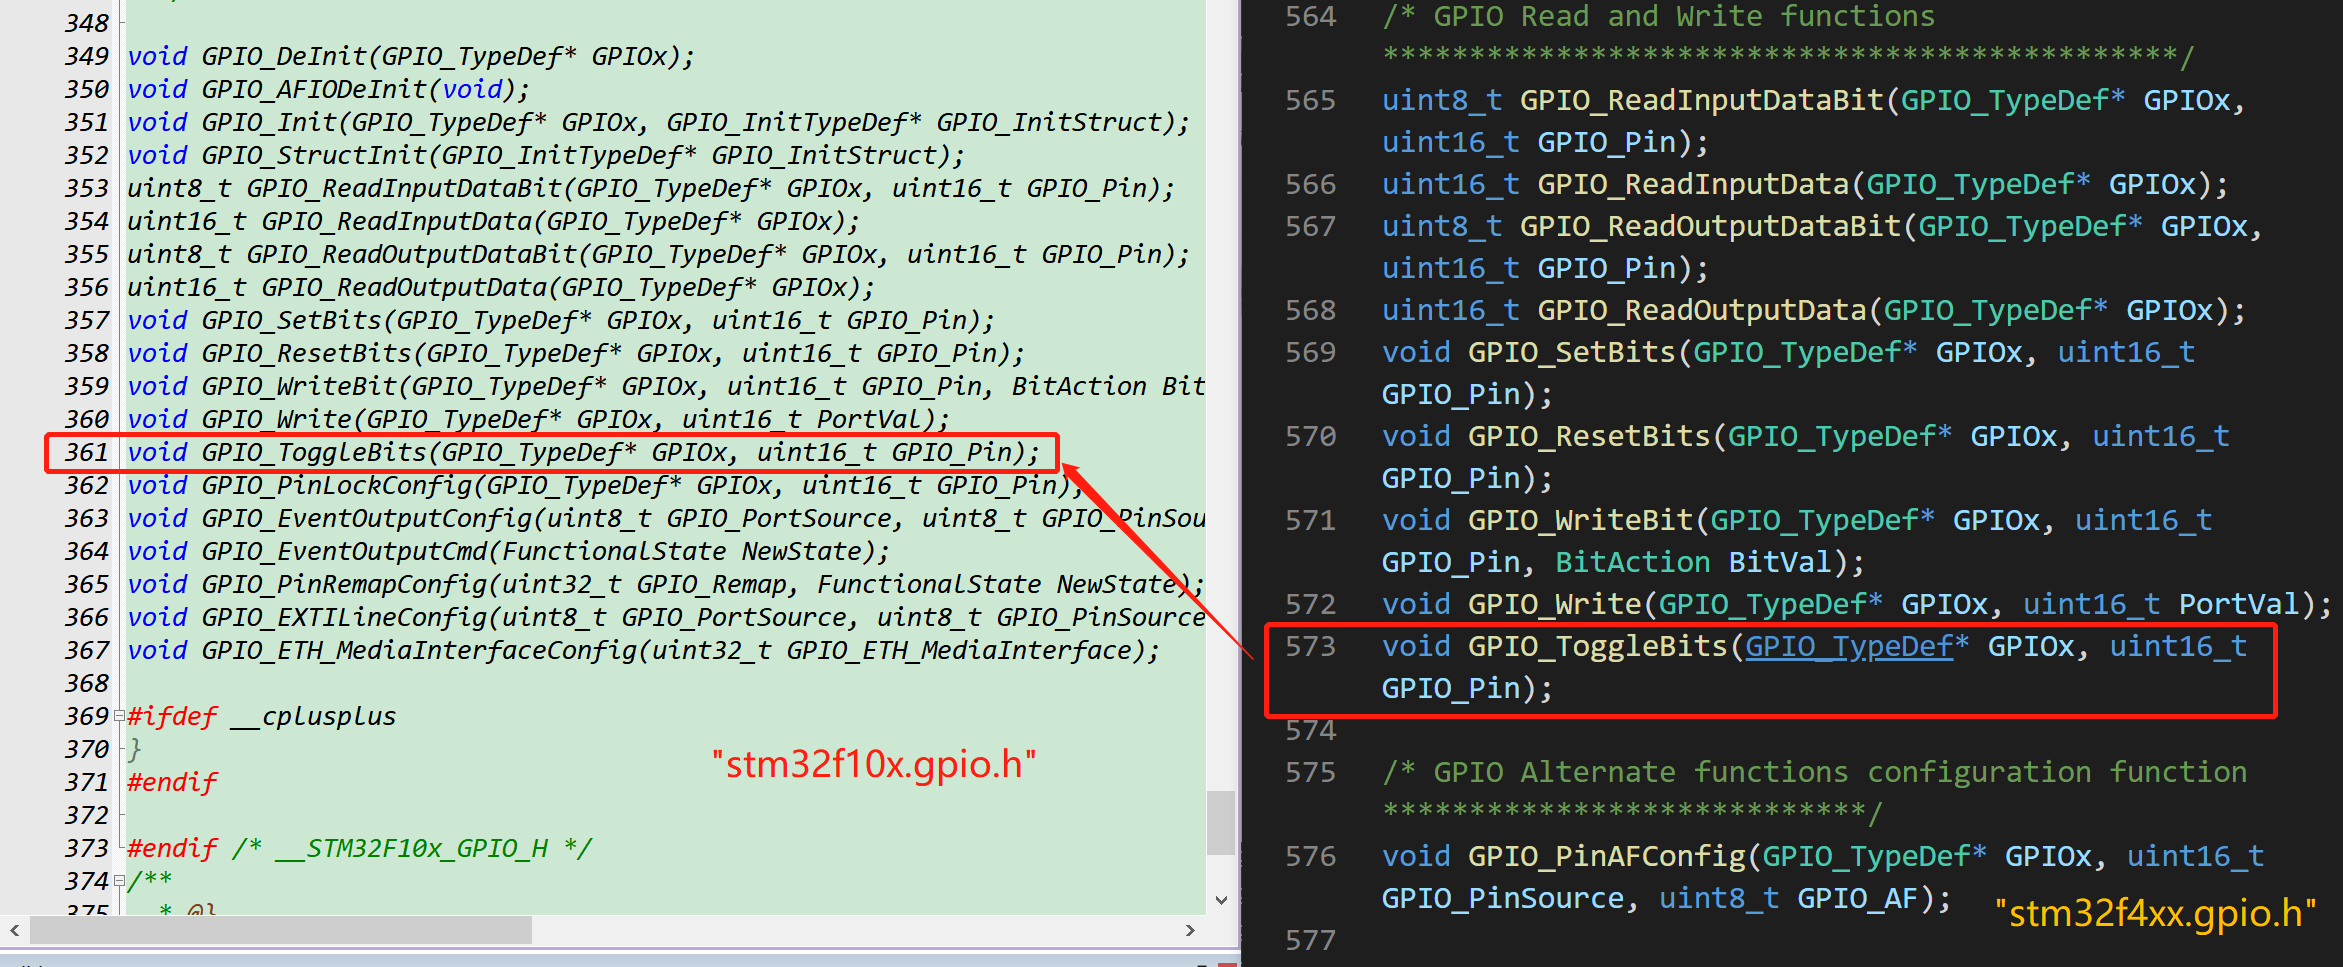 348
349 void GPIO_DeInit(GPIO_TypeDef* GPIOx);
350 void GPIO_AFIODeInit(void);
351 void GPIO_Init(GPIO_TypeDef* GPIOx, GPIO_InitTypeDef* GPIO_InitStruct);
352 void GPIO_StructInit(GPIO_InitTypeDef* GPIO_InitStruct);
353 uint8_t GPIO_ReadInputDataBit(GPIO_TypeDef* GPIOx, uint16_t GPIO_Pin);
354 uint16_t GPIO_ReadInputData(GPIO_TypeDef* GPIOx);
355 uint8_t GPIO_ReadOutputDataBit(GPIO_TypeDef* GPIOx, uint16_t GPIO_Pin);
356 uint16_t GPIO_ReadOutputData(GPIO_TypeDef* GPIOx);
357 void GPIO_SetBits(GPIO_TypeDef* GPIOx, uint16_t GPIO_Pin);
358 void GPIO_ResetBits(GPIO_TypeDef* GPIOx, uint16_t GPIO_Pin);
359 void GPIO_WriteBit(GPIO_TypeDef* GPIOx, uint16_t GPIO_Pin, BitAction Bit
360 void GPIO_Write(GPIO_TypeDef* GPIOx, uint16_t PortVal);
361 void GPIO_ToggleBits(GPIO_TypeDef* GPIOx, uint16_t GPIO_Pin);
362 void GPIO_PinLockConfig(GPIO_TypeDef* GPIOx, uint16_t GPIO_Pin);
363 void GPIO_EventOutputConfig(uint8_t GPIO_PortSource, uint8_t GPIO_PinSou
364 void GPIO_EventOutputCmd(FunctionalState NewState);
365 void GPIO_PinRemapConfig(uint32_t GPIO_Remap, FunctionalState NewState);
366 void GPIO_EXTILineConfig(uint8_t GPIO_PortSource, uint8_t GPIO_PinSource
367 void GPIO_ETH_MediaInterfaceConfig(uint32_t GPIO_ETH_MediaInterface);
368
369 #ifdef __cplusplus
370 }
371 #endif
372
373 #endif /* __STM32F10x_GPIO_H */
374 /**
375 * @}
"stm32f10x.gpio.h"
564 /* GPIO Read and Write functions
**********************************************/
565 uint8_t GPIO_ReadInputDataBit(GPIO_TypeDef* GPIOx,
uint16_t GPIO_Pin);
566 uint16_t GPIO_ReadInputData(GPIO_TypeDef* GPIOx);
567 uint8_t GPIO_ReadOutputDataBit(GPIO_TypeDef* GPIOx,
uint16_t GPIO_Pin);
568 uint16_t GPIO_ReadOutputData(GPIO_TypeDef* GPIOx);
569 void GPIO_SetBits(GPIO_TypeDef* GPIOx, uint16_t
GPIO_Pin);
570 void GPIO_ResetBits(GPIO_TypeDef* GPIOx, uint16_t
GPIO_Pin);
571 void GPIO_WriteBit(GPIO_TypeDef* GPIOx, uint16_t
GPIO_Pin, BitAction BitVal);
572 void GPIO_Write(GPIO_TypeDef* GPIOx, uint16_t PortVal);
573 void GPIO_ToggleBits(GPIO_TypeDef* GPIOx, uint16_t
GPIO_Pin);
574
575 /* GPIO Alternate functions configuration function
****************************/
576 void GPIO_PinAFConfig(GPIO_TypeDef* GPIOx, uint16_t
GPIO_PinSource, uint8_t GPIO_AF);
577
"stm32f4xx.gpio.h"